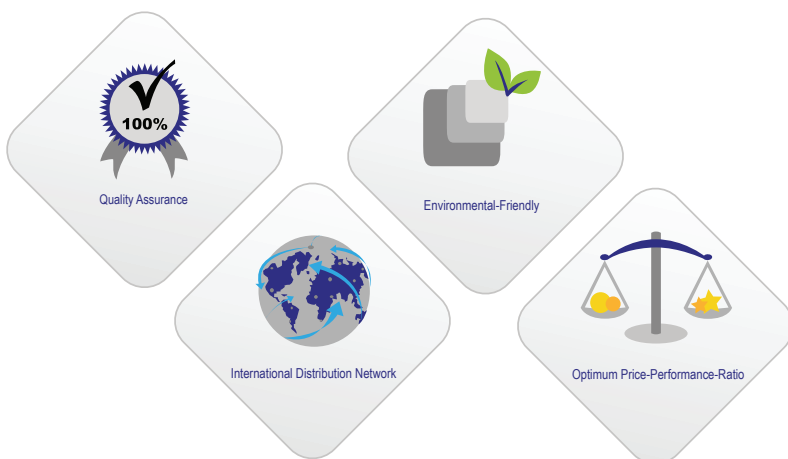 100%
Quality Assurance
Environmental-Friendly
International Distribution Network
Optimum Price-Performance-Ratio